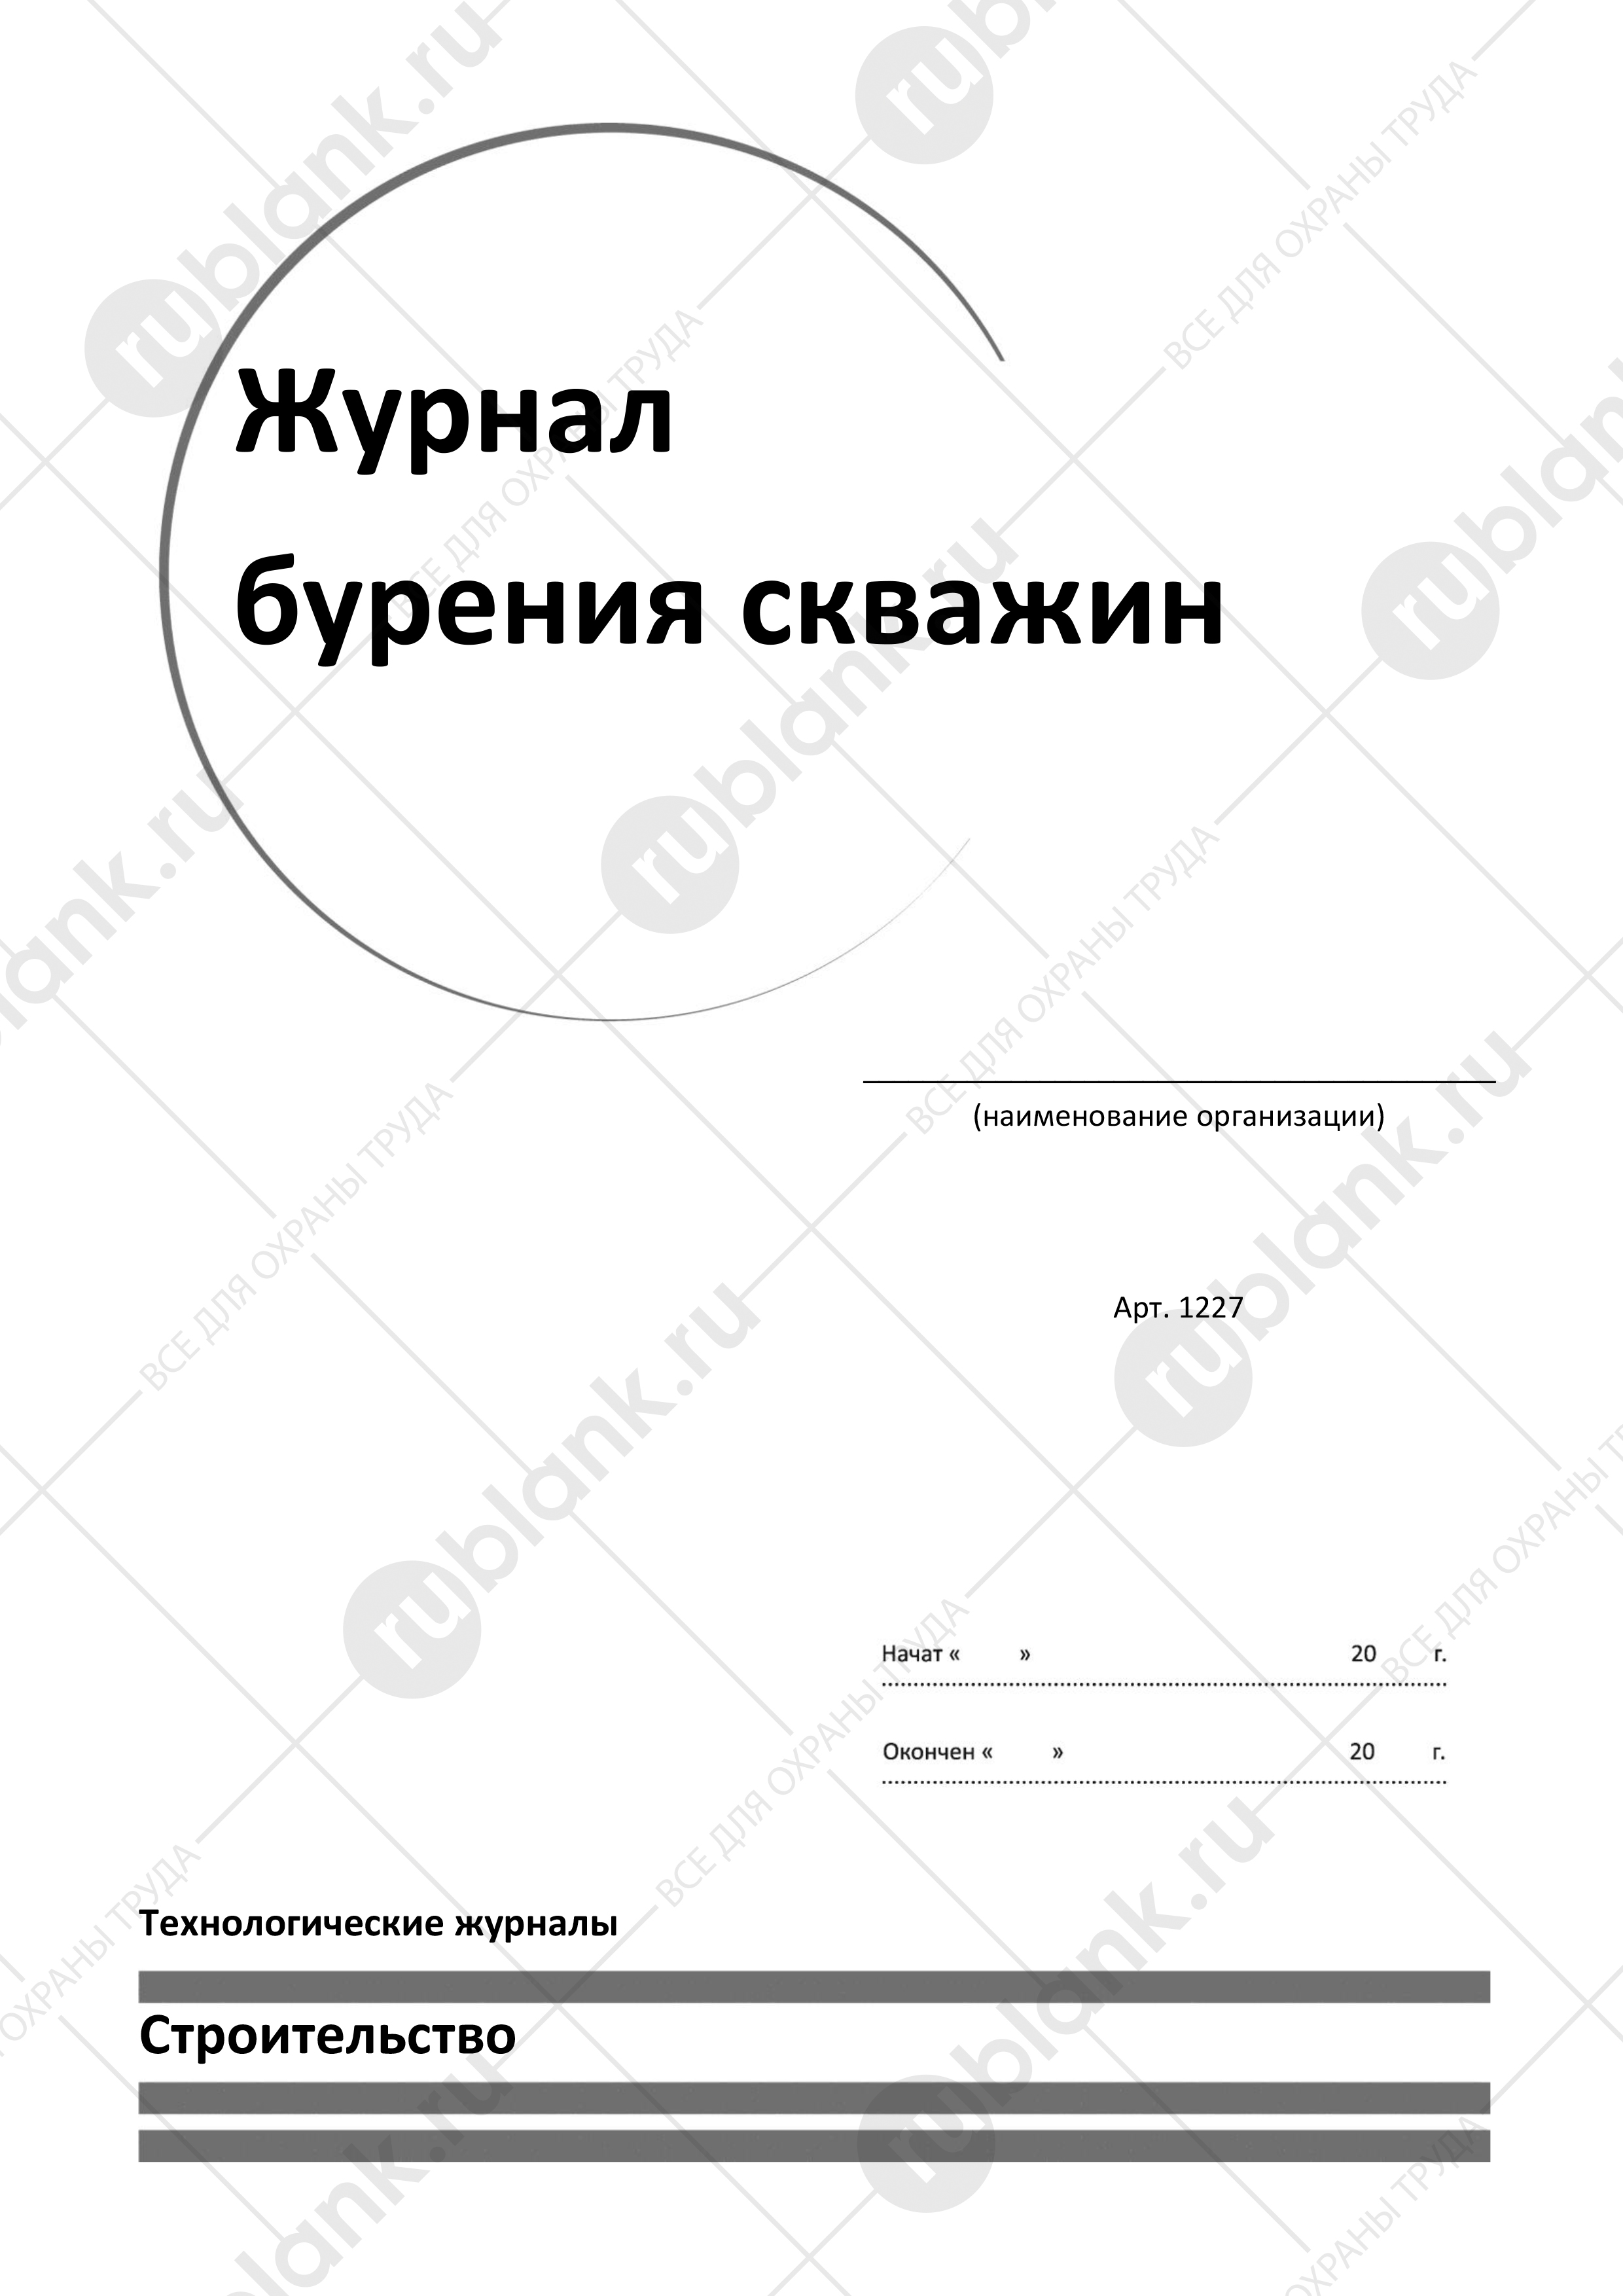 Журнал
бурения скважин
(наименование организации)
Арт. 1227
Начат « » 20 г.
Окончен « » 20 г.
Технологические журналы
Строительство
rublank.ru
ВСЕ ДЛЯ ОХРАНЫ ТРУДА